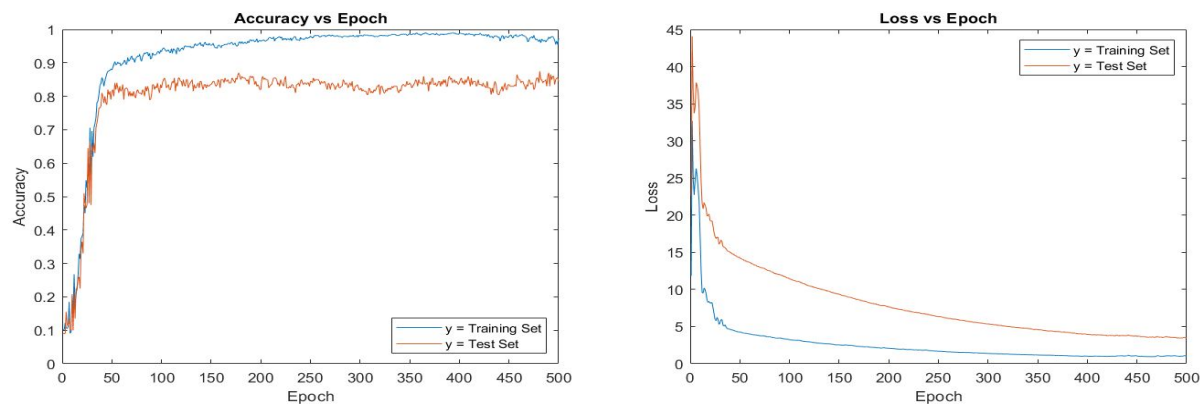 Accuracy vs Epoch
1
0.9
0.8
0.7
0.6
0.5
0.4
0.3
0.2
0.1
0
Accuracy
y = Training Set
y = Test Set
0 50 100 150 200 250 300 350 400 450 500
Epoch
Loss vs Epoch
45
40
35
30
25
20
15
10
5
0
Loss
y = Training Set
y = Test Set
0 50 100 150 200 250 300 350 400 450 500
Epoch